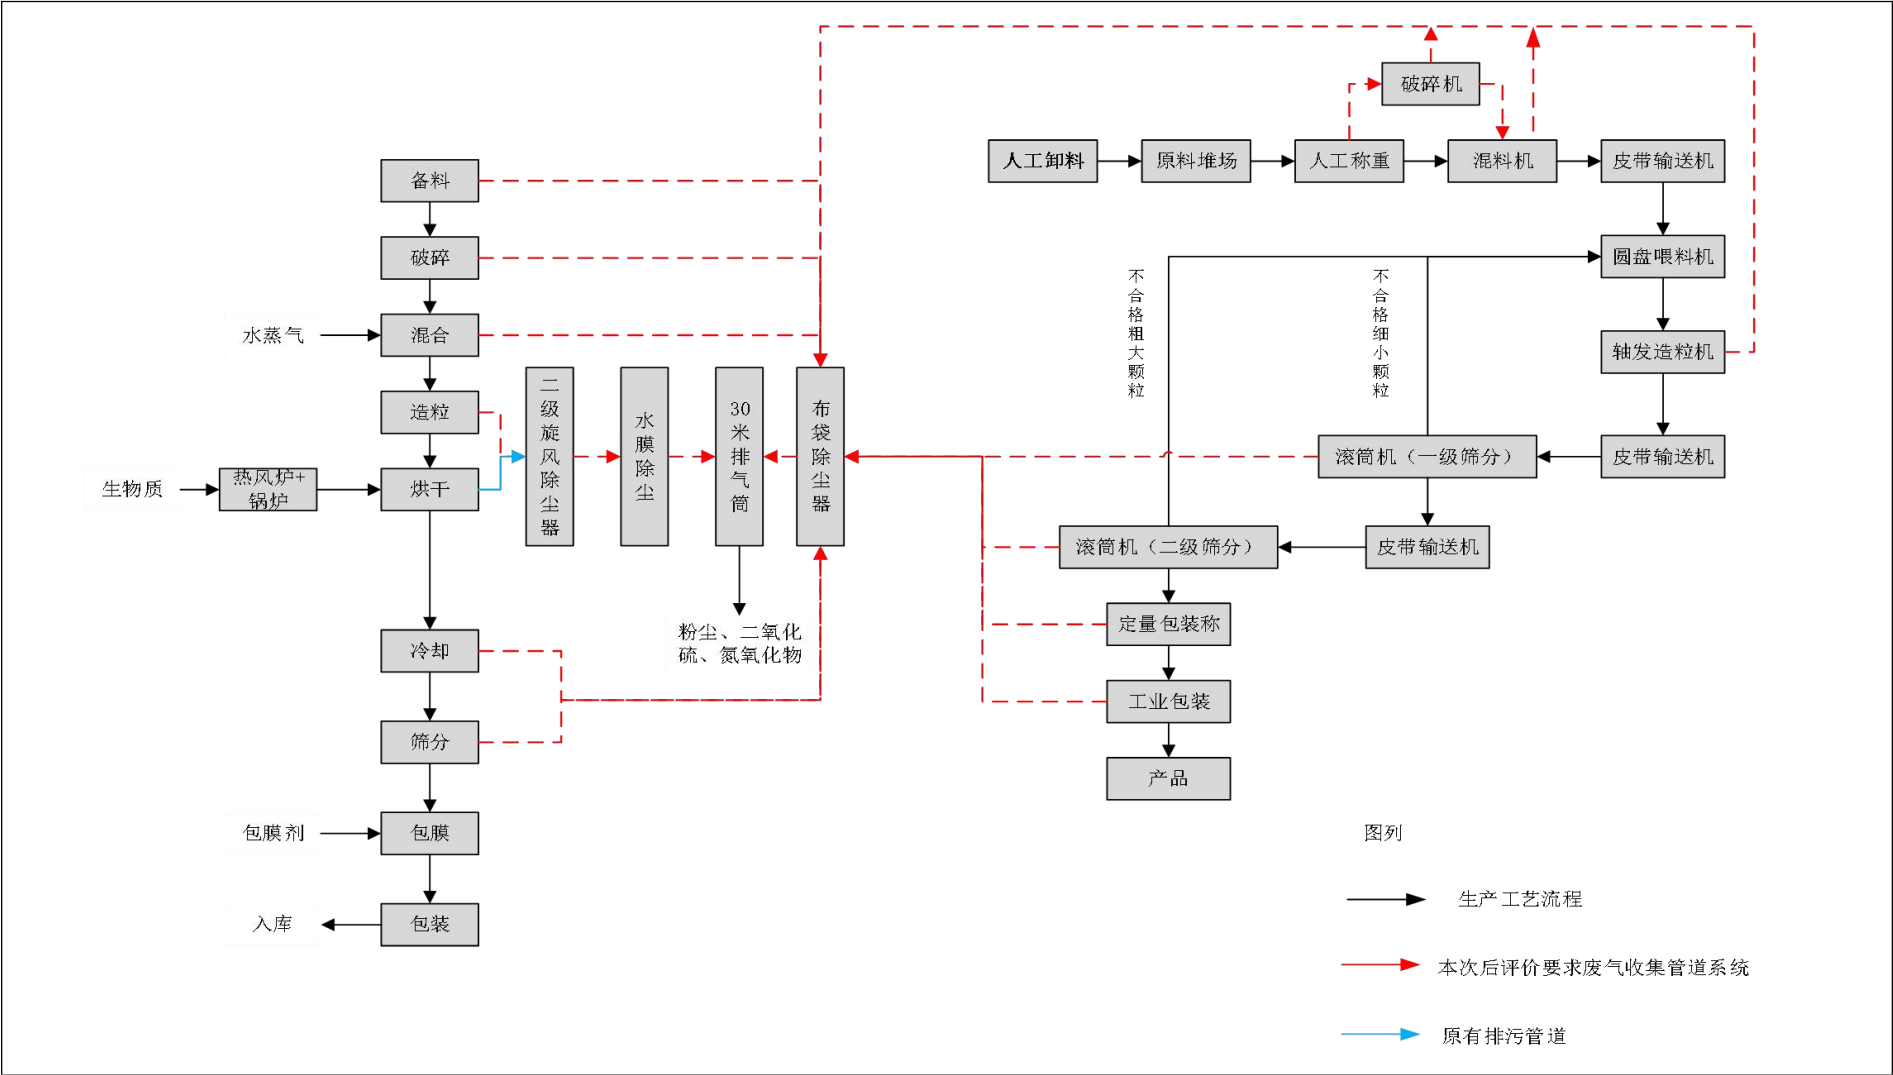 破碎机
人工卸料
原料堆场
人工称重
混料机
皮带输送机
备料
破碎
水蒸气
混合
造粒
生物质
热风炉+
锅炉
烘干
二级旋风除尘器
水膜除尘
30米排气筒
布袋除尘器
粉尘、二氧化
硫、氮氧化物
冷却
筛分
包膜剂
包膜
入库
包装
不合格粗大颗粒
不合格细小颗粒
圆盘喂料机
轴发造粒机
皮带输送机
滚筒机（一级筛分）
皮带输送机
滚筒机（二级筛分）
定量包装称
工业包装
产品
图列
生产工艺流程
本次后评价要求废气收集管道系统
原有排污管道